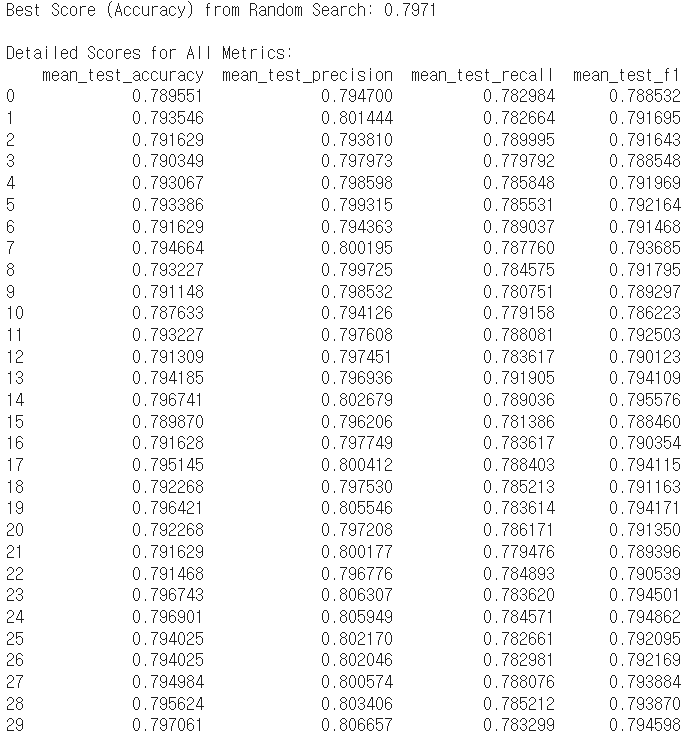 Best Score (Accuracy) from Random Search: 0.7971
Detailed Scores for All Metrics:
mean_test_accuracy mean_test_precision mean_test_recall mean_test_f1
0 0.789551 0.794700 0.782984 0.788532
1 0.793546 0.801444 0.782664 0.791695
2 0.791629 0.793810 0.789995 0.791643
3 0.790349 0.797973 0.779792 0.788548
4 0.793067 0.798598 0.785848 0.791969
5 0.793386 0.799315 0.785531 0.792164
6 0.791629 0.794363 0.789037 0.791468
7 0.794664 0.800195 0.787760 0.793685
8 0.793227 0.799725 0.784575 0.791795
9 0.791148 0.798532 0.780751 0.789297
10 0.787633 0.794126 0.779158 0.786223
11 0.793227 0.797608 0.788081 0.792503
12 0.791309 0.797451 0.783617 0.790123
13 0.794185 0.796936 0.791905 0.794109
14 0.796741 0.802679 0.789036 0.795576
15 0.789870 0.796206 0.781386 0.788460
16 0.791628 0.797749 0.783617 0.790354
17 0.795145 0.800412 0.788403 0.794115
18 0.792268 0.797530 0.785213 0.791163
19 0.796421 0.805546 0.783614 0.794171
20 0.792268 0.797208 0.786171 0.791350
21 0.791629 0.800177 0.779476 0.789396
22 0.791468 0.796776 0.784893 0.790539
23 0.796743 0.806307 0.783620 0.794501
24 0.796901 0.805949 0.784571 0.794862
25 0.794025 0.802170 0.782661 0.792095
26 0.794025 0.802046 0.782981 0.792169
27 0.794984 0.800574 0.788076 0.793884
28 0.795624 0.803406 0.785212 0.793870
29 0.797061 0.806657 0.783299 0.794598